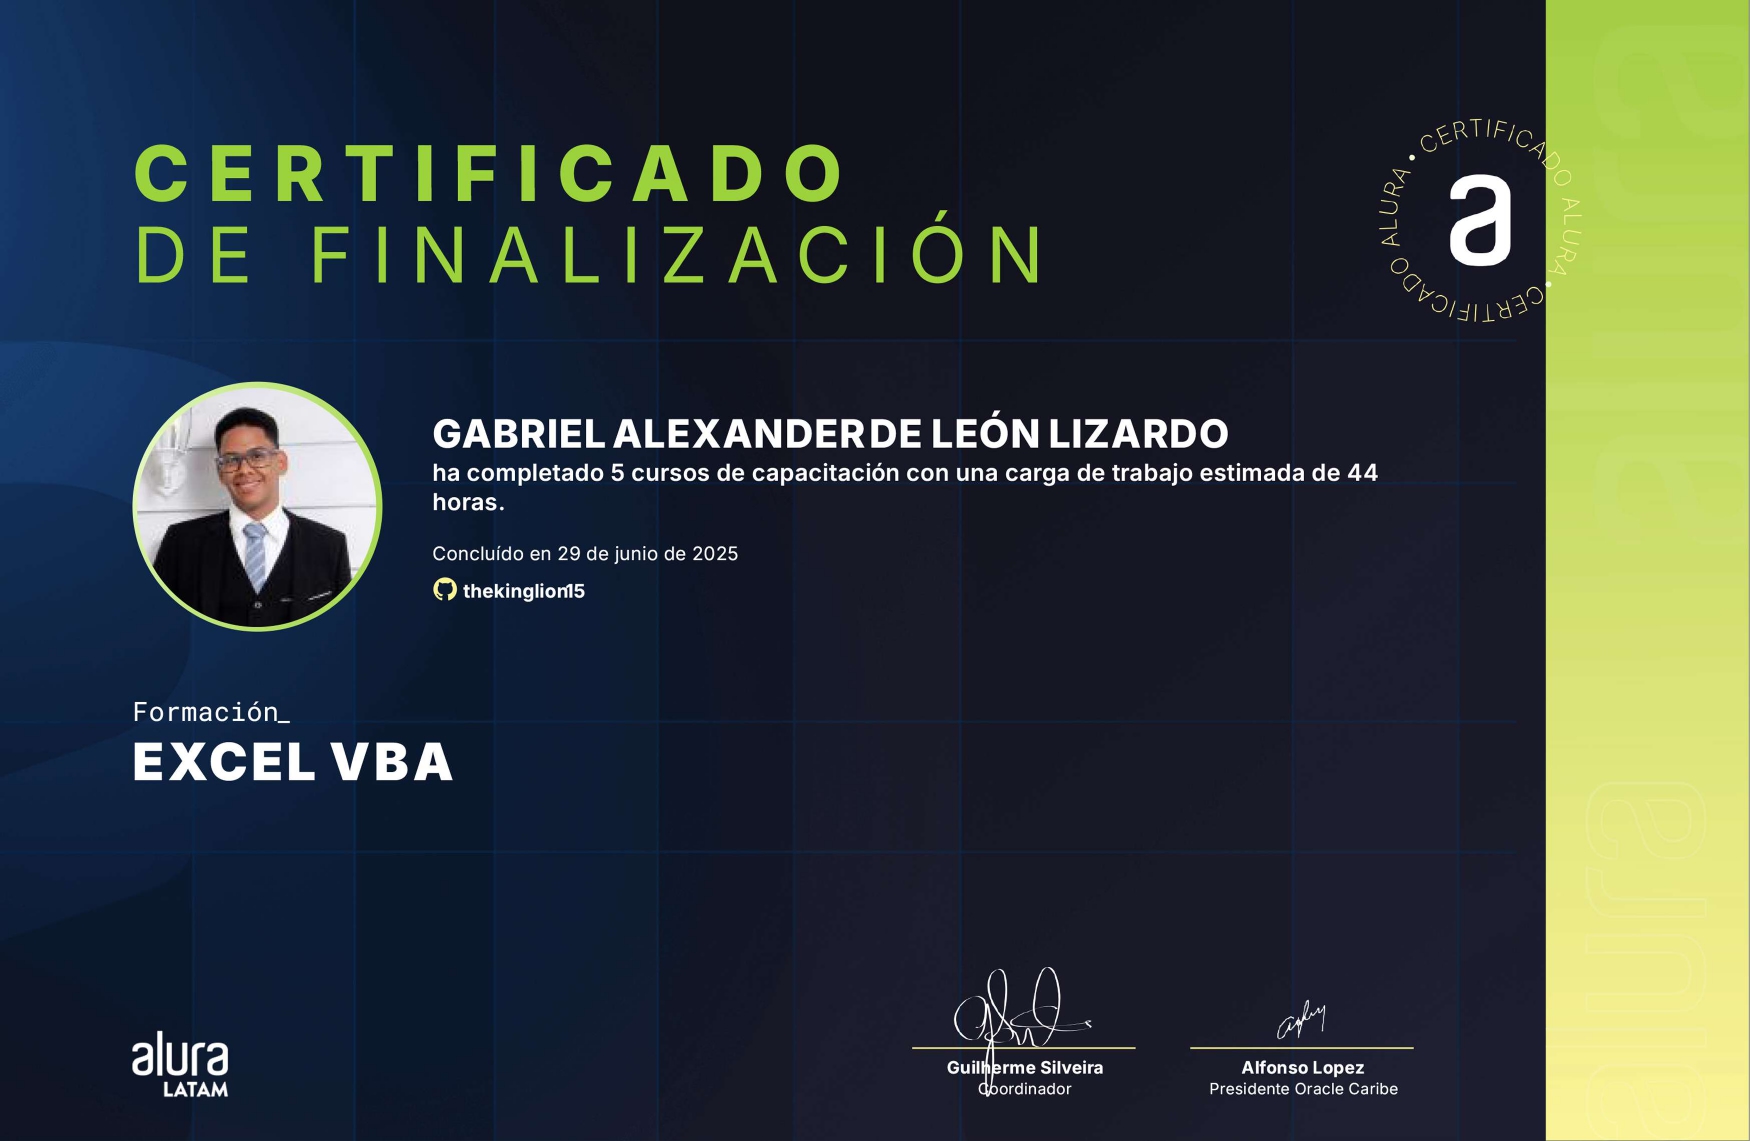 CERTIFICADO
DE FINALIZACIÓN
CERTIFICADO ALURA • CERTIFICADO ALURA •
a
GABRIEL ALEXANDER DE LEÓN LIZARDO
ha completado 5 cursos de capacitación con una carga de trabajo estimada de 44
horas.
Concluído en 29 de junio de 2025
thekinglion15
Formación_
EXCEL VBA
alura
LATAM
Guilherme Silveira
Coordinador
Alfonso Lopez
Presidente Oracle Caribe
alura
alura